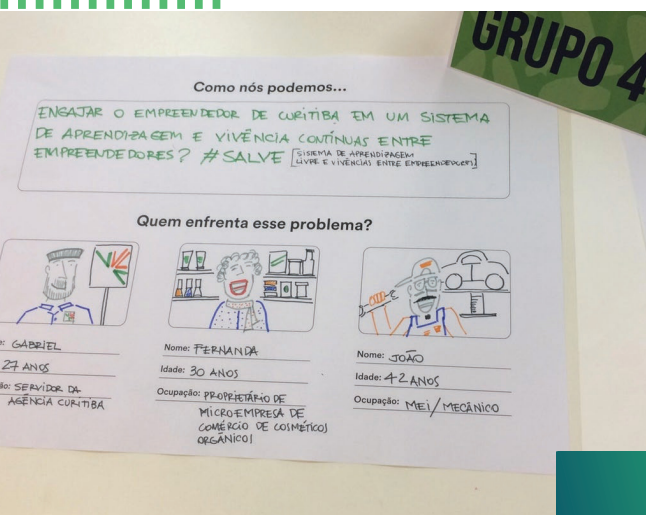 GRUPO 4
Como nós podemos...
ENGAJAR O EMPREENDEDOR DE CURITIBA EM UM SISTEMA
DE APRENDIZAGEM E VIVÊNCIA CONTÍNUAS ENTRE
EMPREENDEDORES? #SALVE [SISTEMA DE APRENDIZAGEM
LIVRE E VIVÊNCIAS ENTRE EMPREENDEDORES]
Quem enfrenta esse problema?
GABRIEL
27 ANOS
SERVIDOR DA
AGÊNCIA CURITIBA
Nome: FERNANDA
Idade: 30 ANOS
Ocupação: PROPRIETÁRIO DE
MICROEMPRESA DE
COMÉRCIO DE COSMÉTICOS
ORGÂNICOS
Nome: JOÃO
Idade: 42 ANOS
Ocupação: MEI/MECÂNICO